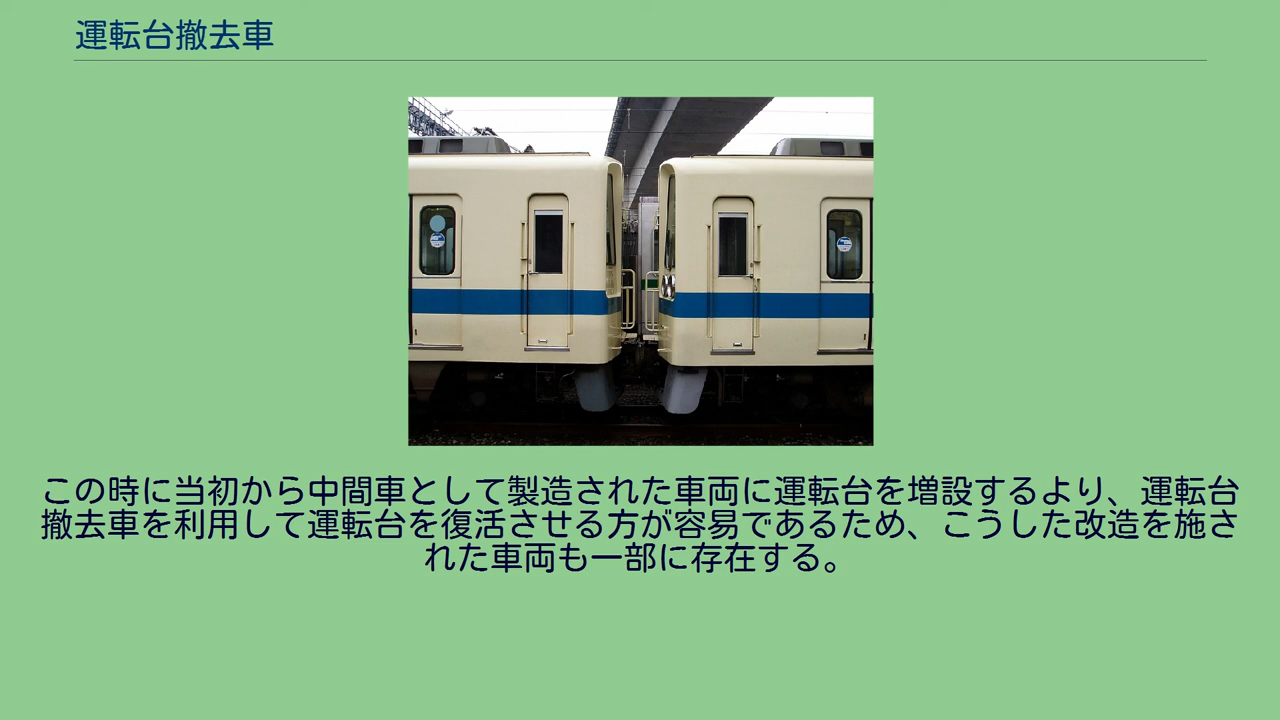 運転台撤去車
この時に当初から中間車として製造された車両に運転台を増設するより、運転台
撤去車を利用して運転台を復活させる方が容易であるため、こうした改造を施さ
れた車両も一部に存在する。